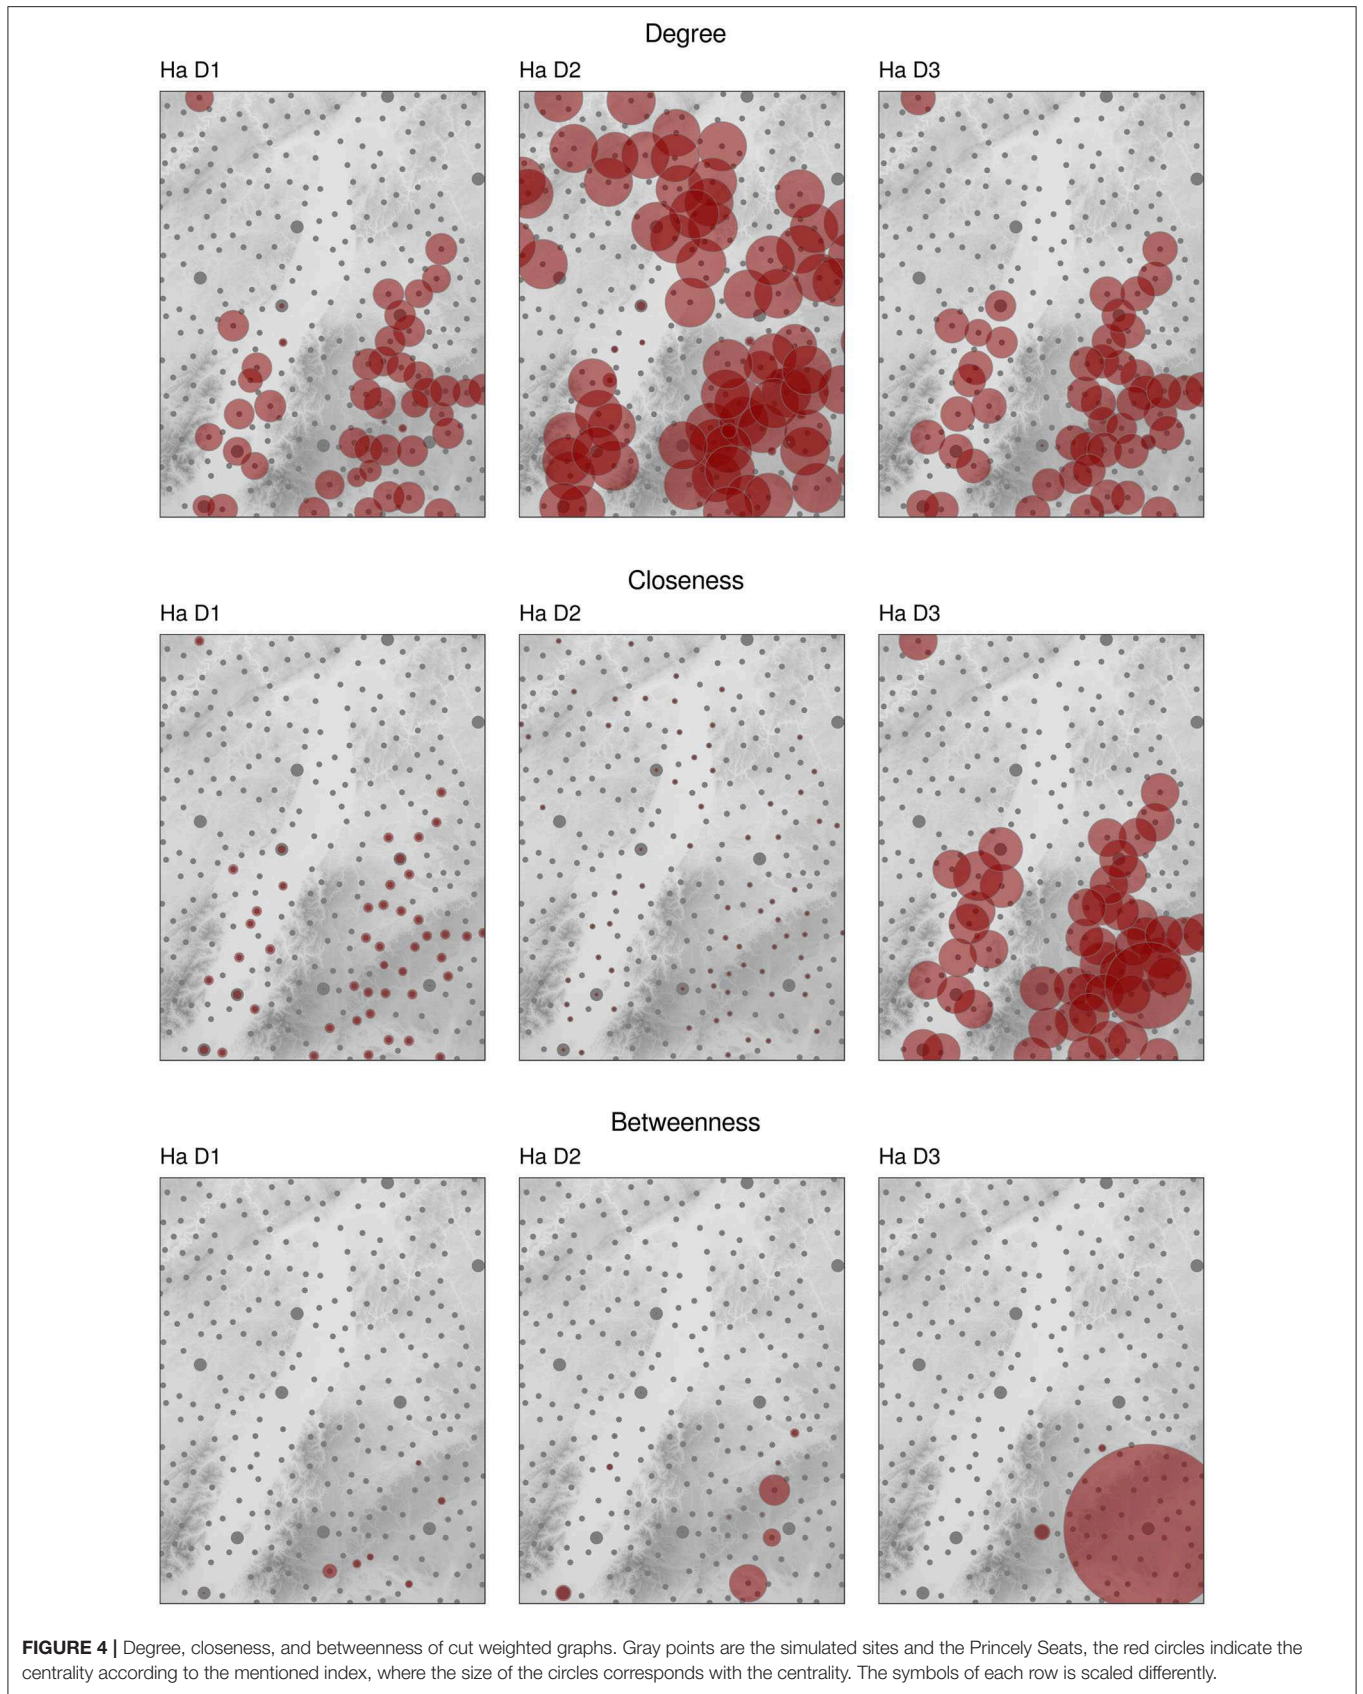 Degree
Ha D1
Ha D2
Ha D3
Closeness
Ha D1
Ha D2
Ha D3
Betweenness
Ha D1
Ha D2
Ha D3
FIGURE 4 | Degree, closeness, and betweenness of cut weighted graphs. Gray points are the simulated sites and the Princely Seats, the red circles indicate the
centrality according to the mentioned index, where the size of the circles corresponds with the centrality. The symbols of each row is scaled differently.